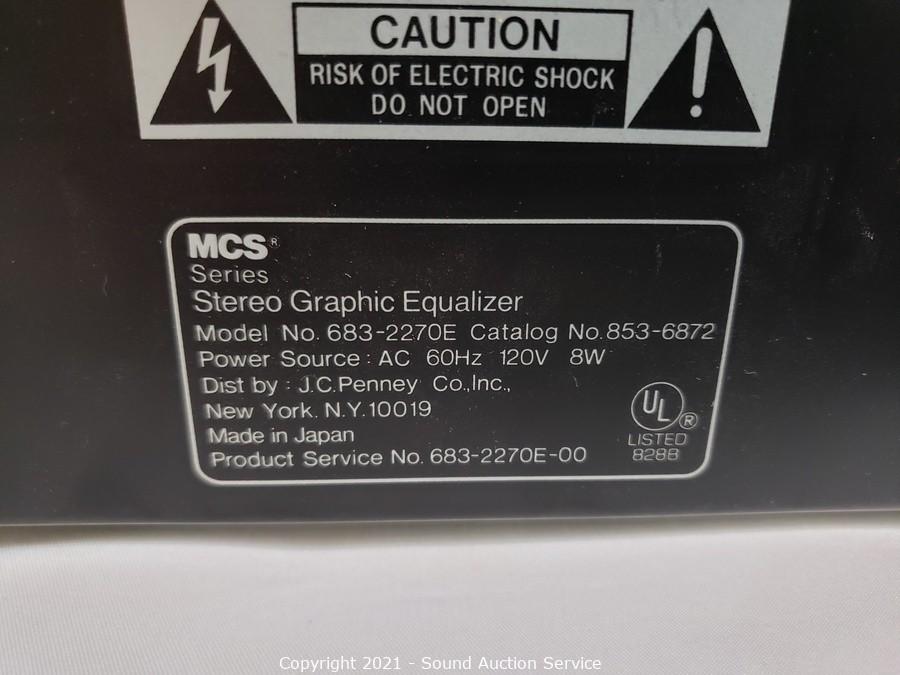 CAUTION
RISK OF ELECTRIC SHOCK
DO NOT OPEN
MCS®
Series
Stereo Graphic Equalizer
Model No. 683-2270E Catalog No. 853-6872
Power Source : AC 60Hz 120V 8W
Dist by : J.C.Penney Co.,Inc.,
New York. N.Y. 10019
Made in Japan
Product Service No. 683-2270E-00
UL®
LISTED
828B
Copyright 2021 - Sound Auction Service